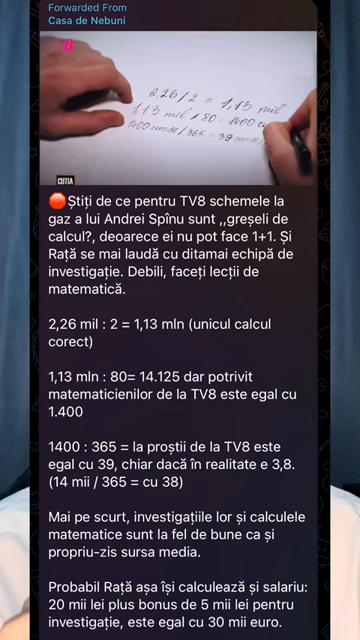 Forwarded From
Casa de Nebuni
8
2,26/2 = 1,13 mil
1,13 mil / 80 = 1400
1400 / 365 = 39
CUTIA
🛑Știți de ce pentru TV8 schemele la
gaz a lui Andrei Spînu sunt ,,greșeli de
calcul?, deoarece ei nu pot face 1+1. Și
Rață se mai laudă cu ditamai echipă de
investigație. Debili, faceți lecții de
matematică.
2,26 mil : 2 = 1,13 mln (unicul calcul
corect)
1,13 mln : 80= 14.125 dar potrivit
matematicienilor de la TV8 este egal cu
1.400
1400 : 365 = la proștii de la TV8 este
egal cu 39, chiar dacă în realitate e 3,8.
(14 mii / 365 = cu 38)
Mai pe scurt, investigațiile lor și calculele
matematice sunt la fel de bune ca și
propriu-zis sursa media.
Probabil Rață așa își calculează și salariu:
20 mii lei plus bonus de 5 mii lei pentru
investigație, este egal cu 30 mii euro.